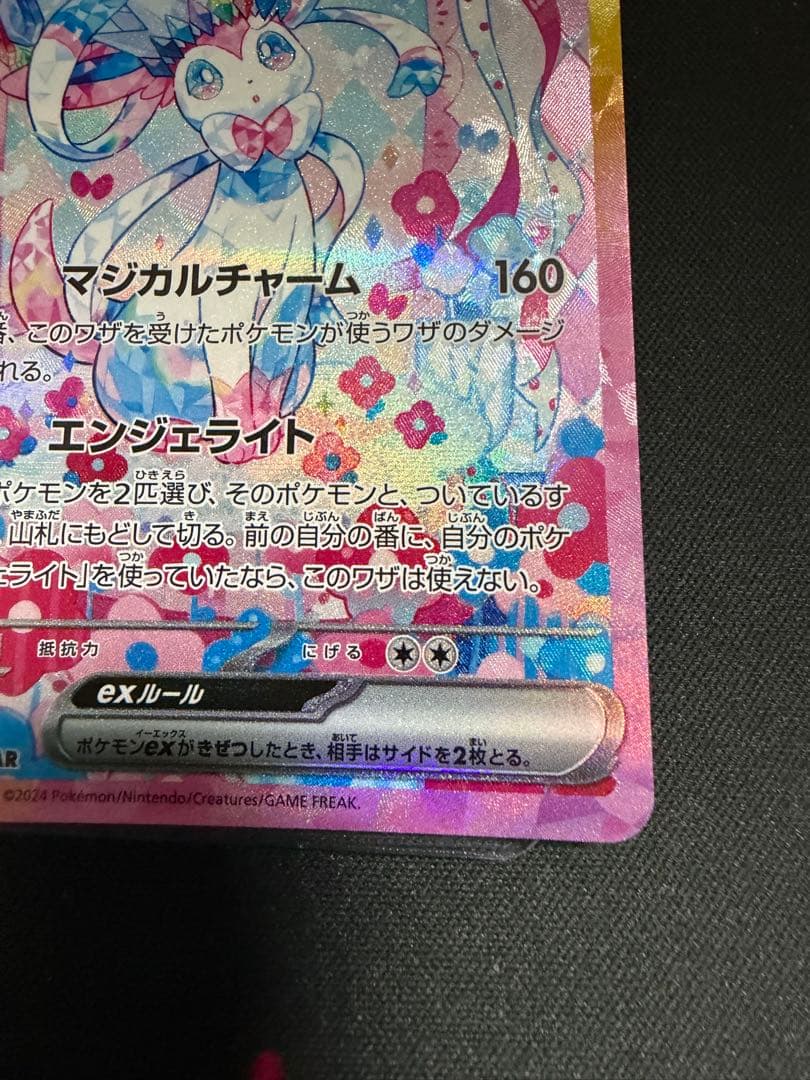 マジカルチャーム 160
番、このワザを受けたポケモンが使うワザのダメージ
れる。
エンジェライト
ポケモンを2匹選び、そのポケモンと、ついているす
山札にもどして切る。前の自分の番に、自分のポケ
ェライト」を使っていたなら、このワザは使えない。
抵抗力 にげる
exルール
ポケモンexがきぜつしたとき、相手はサイドを2枚とる。
AR
©2024 Pokémon/Nintendo/Creatures/GAME FREAK.